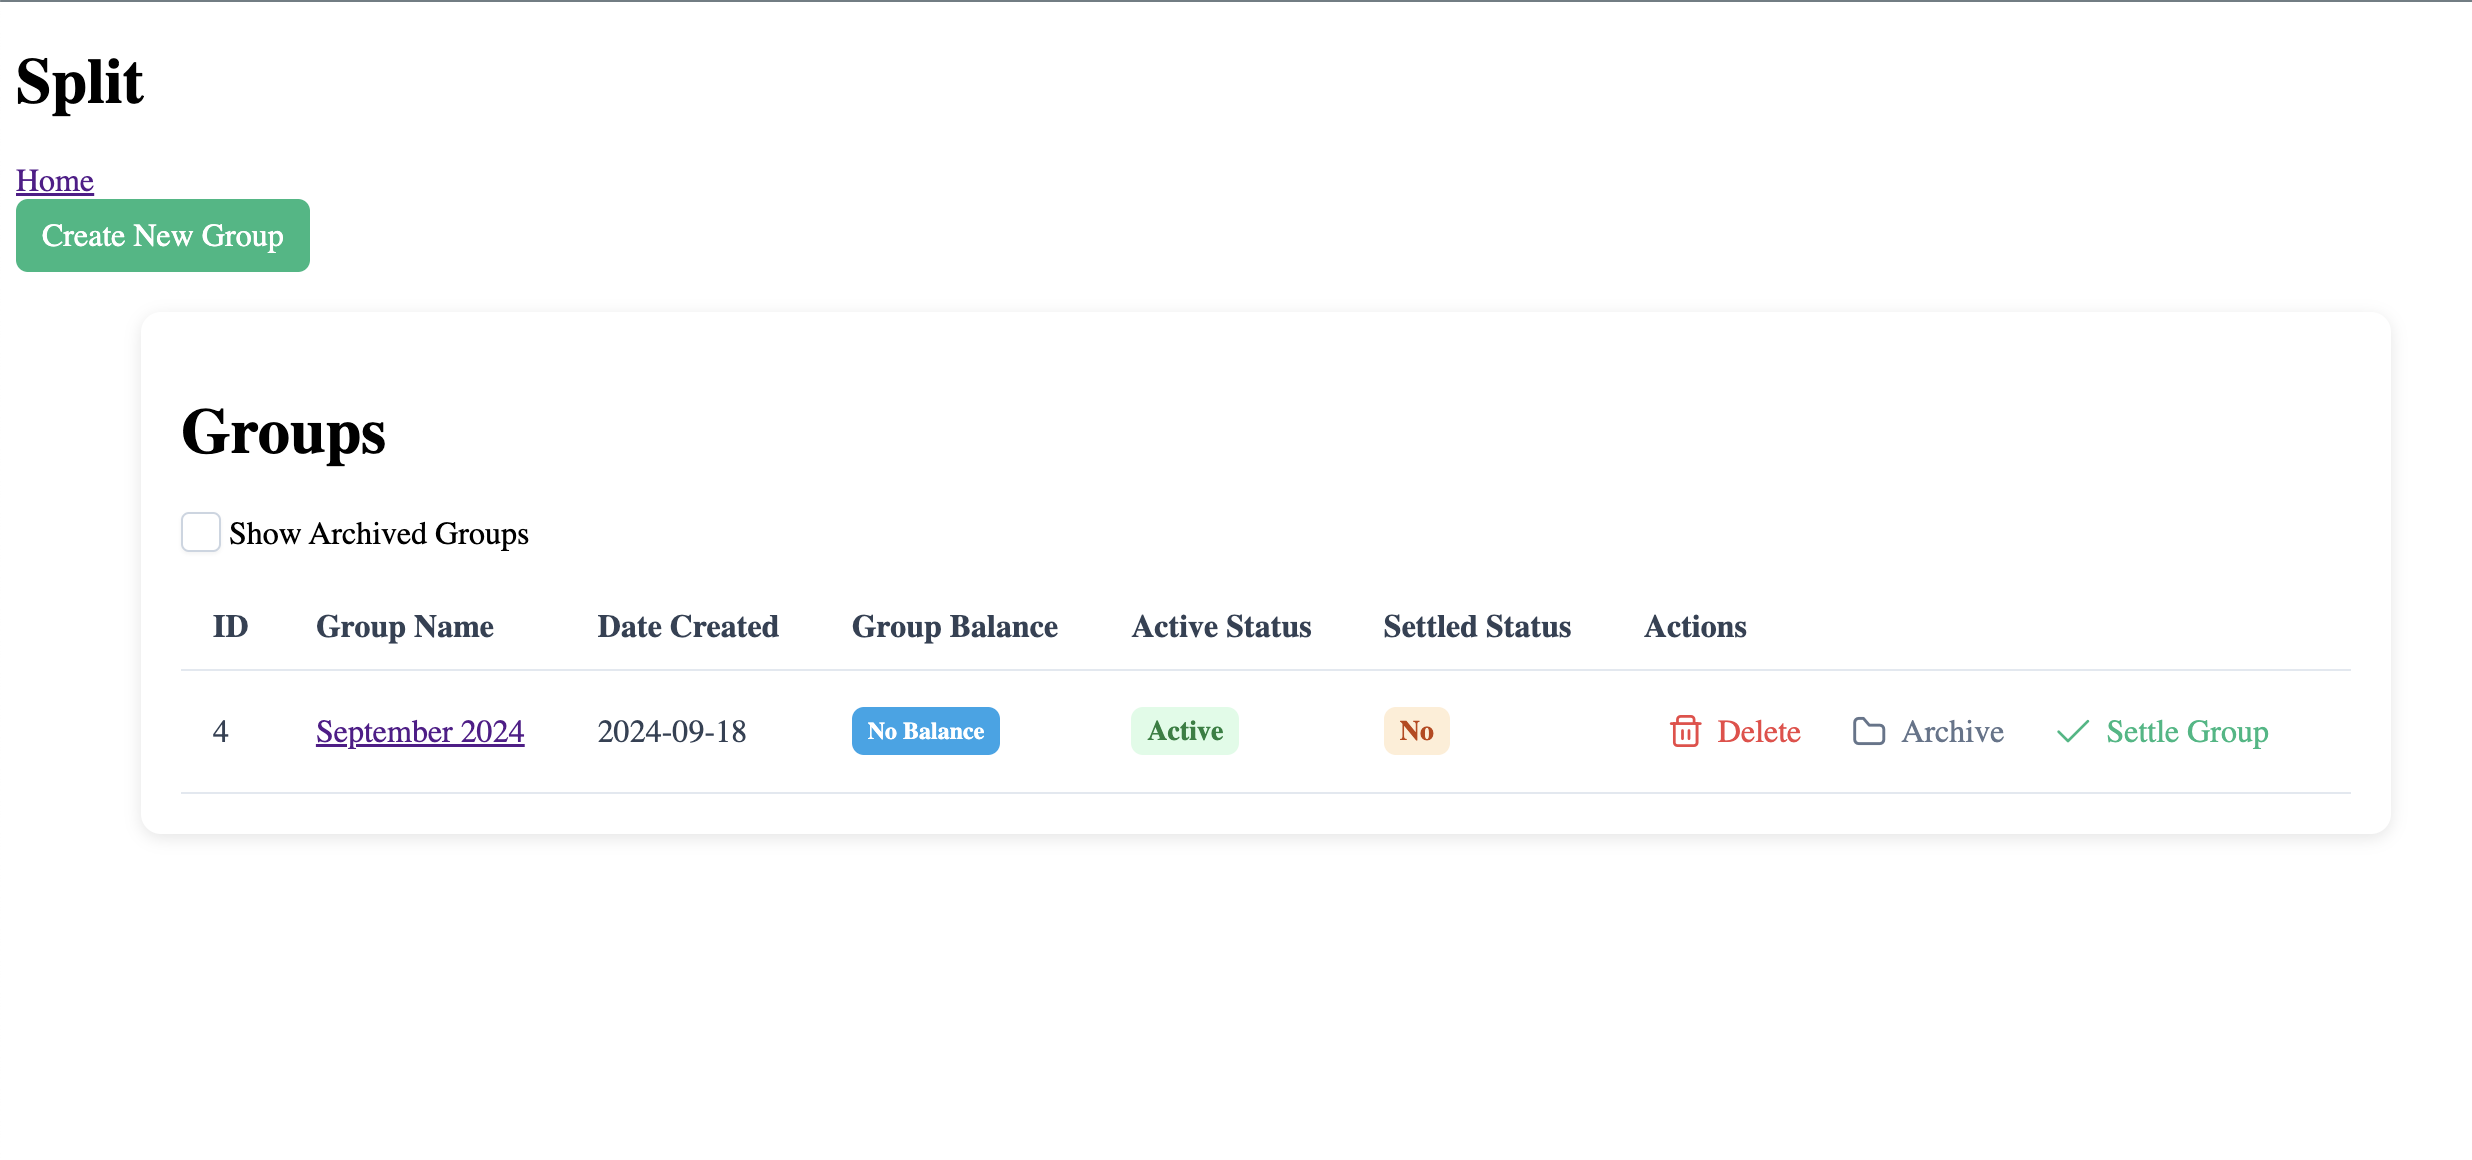 Split
Home
Create New Group
Groups
Show Archived Groups
ID Group Name Date Created Group Balance Active Status Settled Status Actions
4 September 2024 2024-09-18 No Balance Active No Delete Archive Settle Group